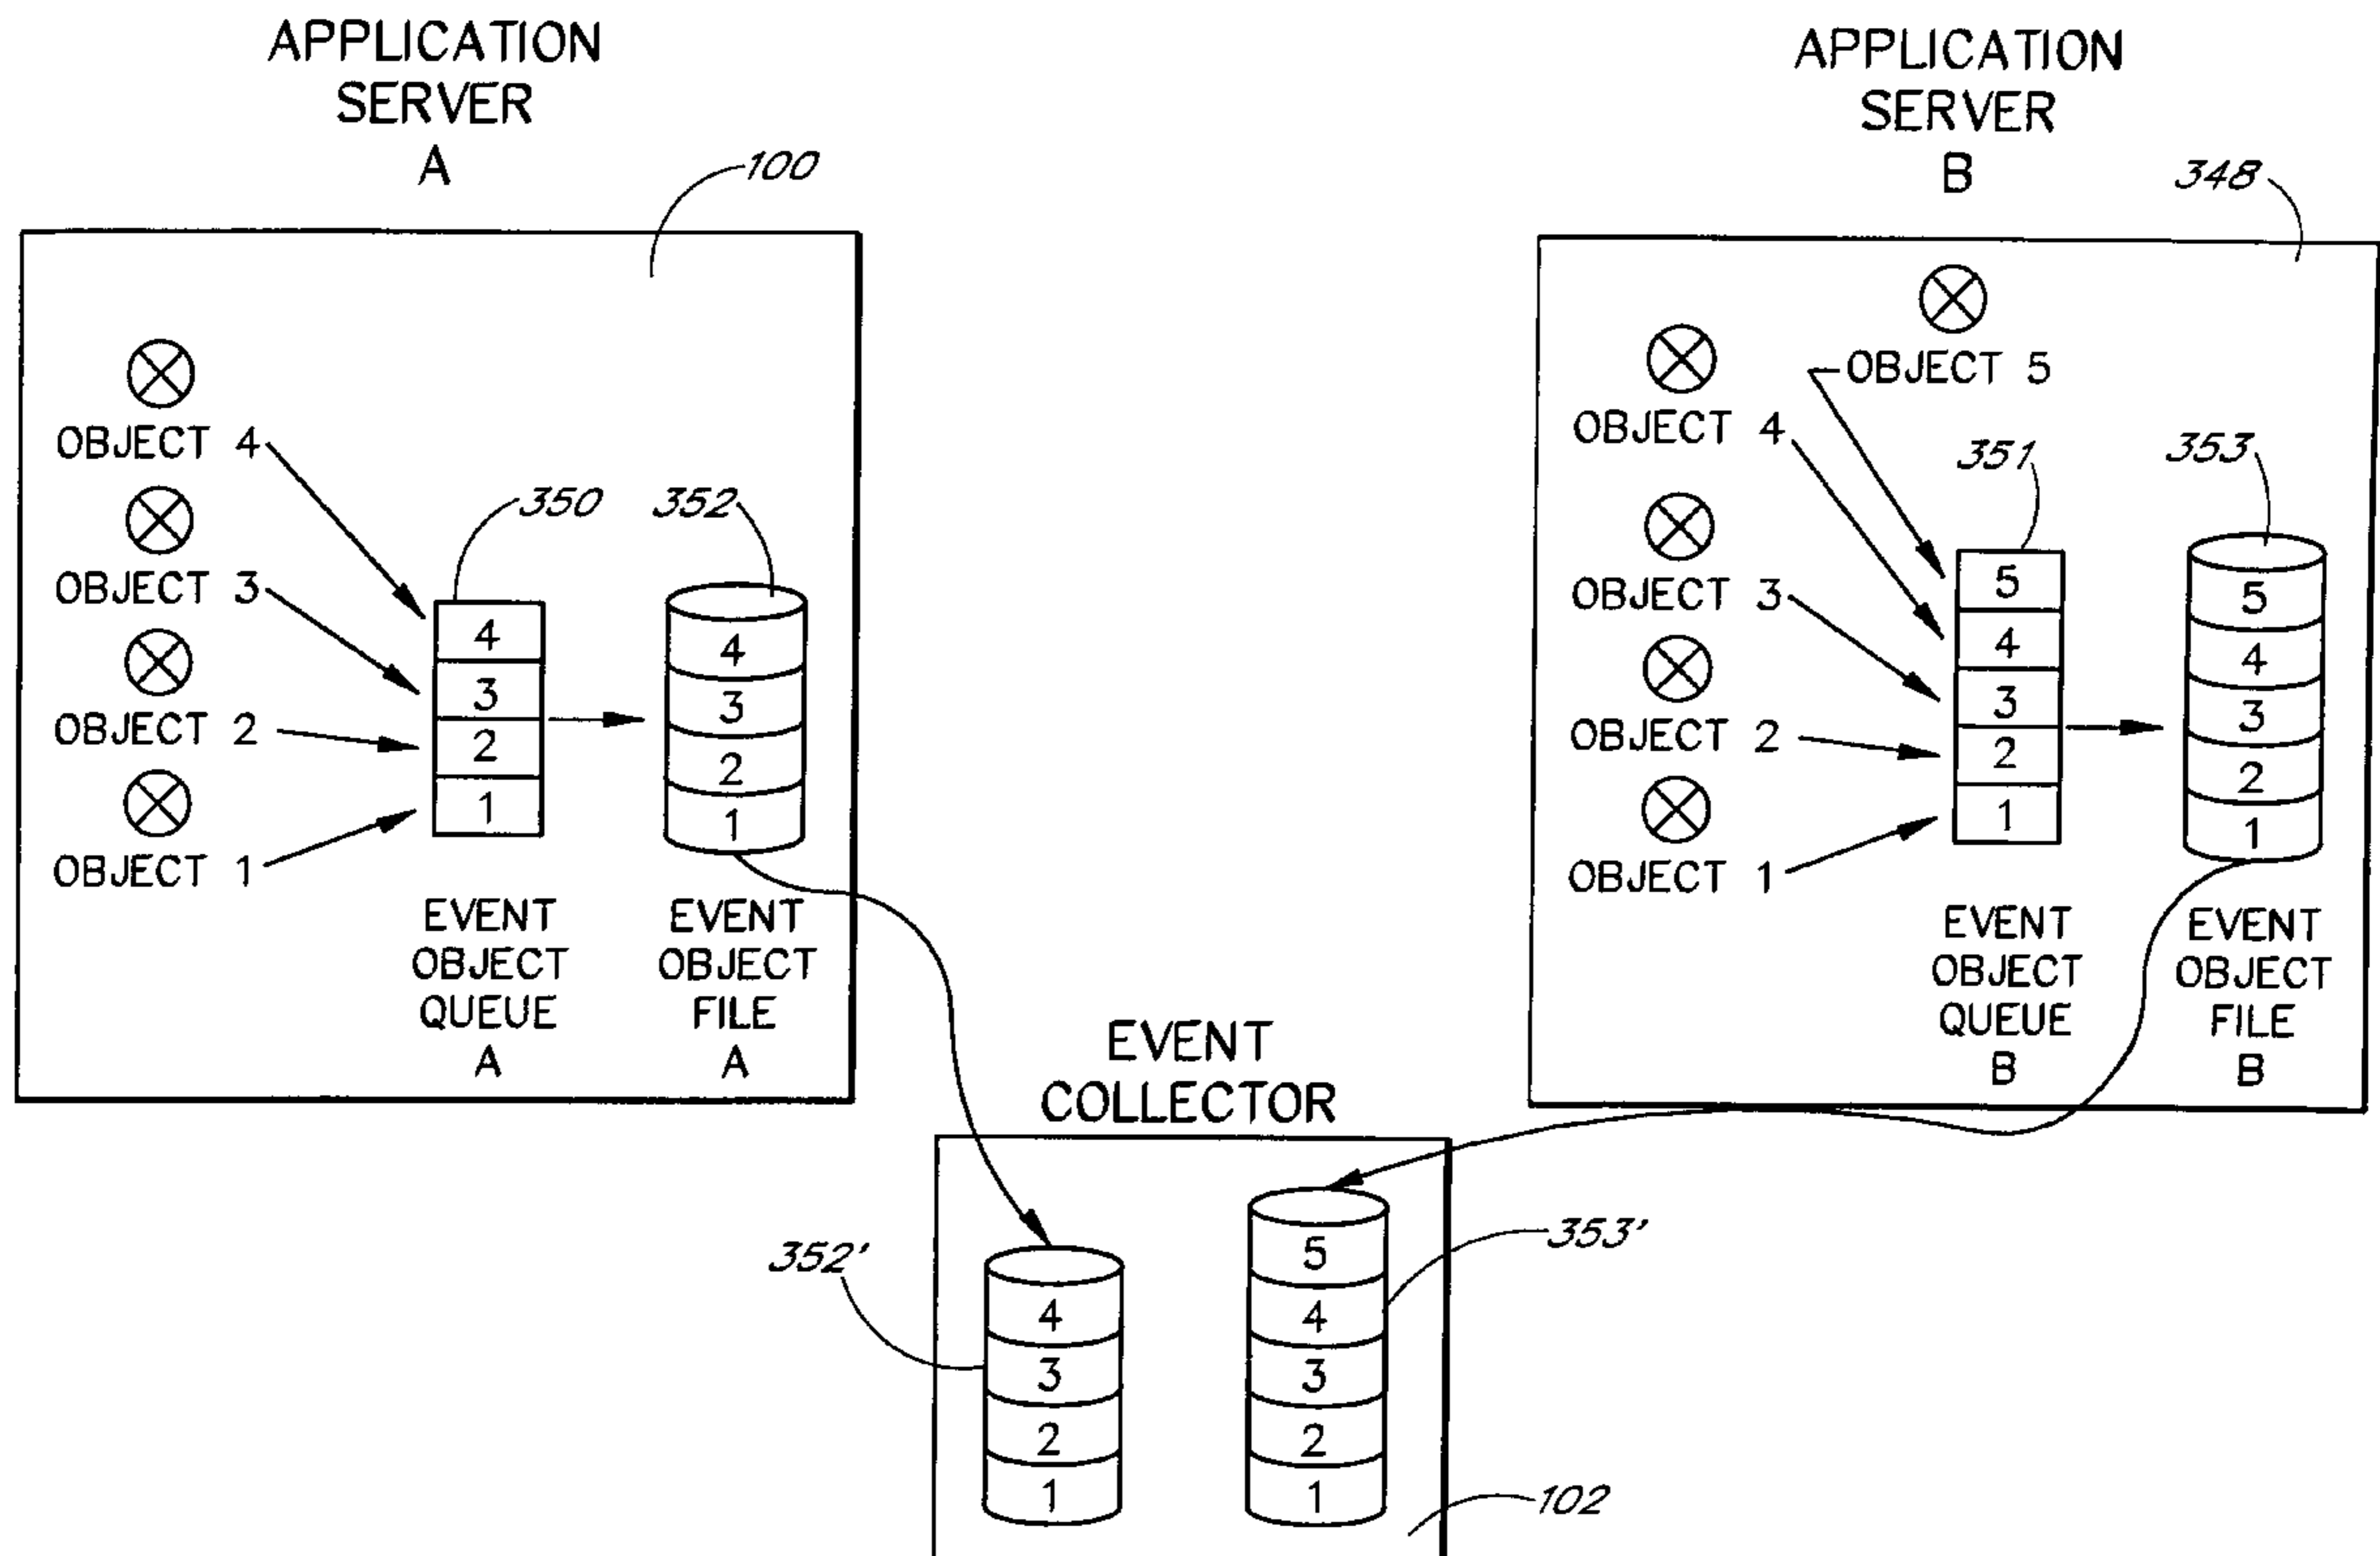 APPLICATION
SERVER
A
100
OBJECT 4
OBJECT 3
OBJECT 2
OBJECT 1
350
4
3
2
1
352
4
3
2
1
EVENT
OBJECT
QUEUE
A
EVENT
OBJECT
FILE
A
APPLICATION
SERVER
B
348
OBJECT 5
OBJECT 4
OBJECT 3
OBJECT 2
OBJECT 1
351
5
4
3
2
1
353
5
4
3
2
1
EVENT
OBJECT
QUEUE
B
EVENT
OBJECT
FILE
B
EVENT
COLLECTOR
352'
4
3
2
1
353'
5
4
3
2
1
102